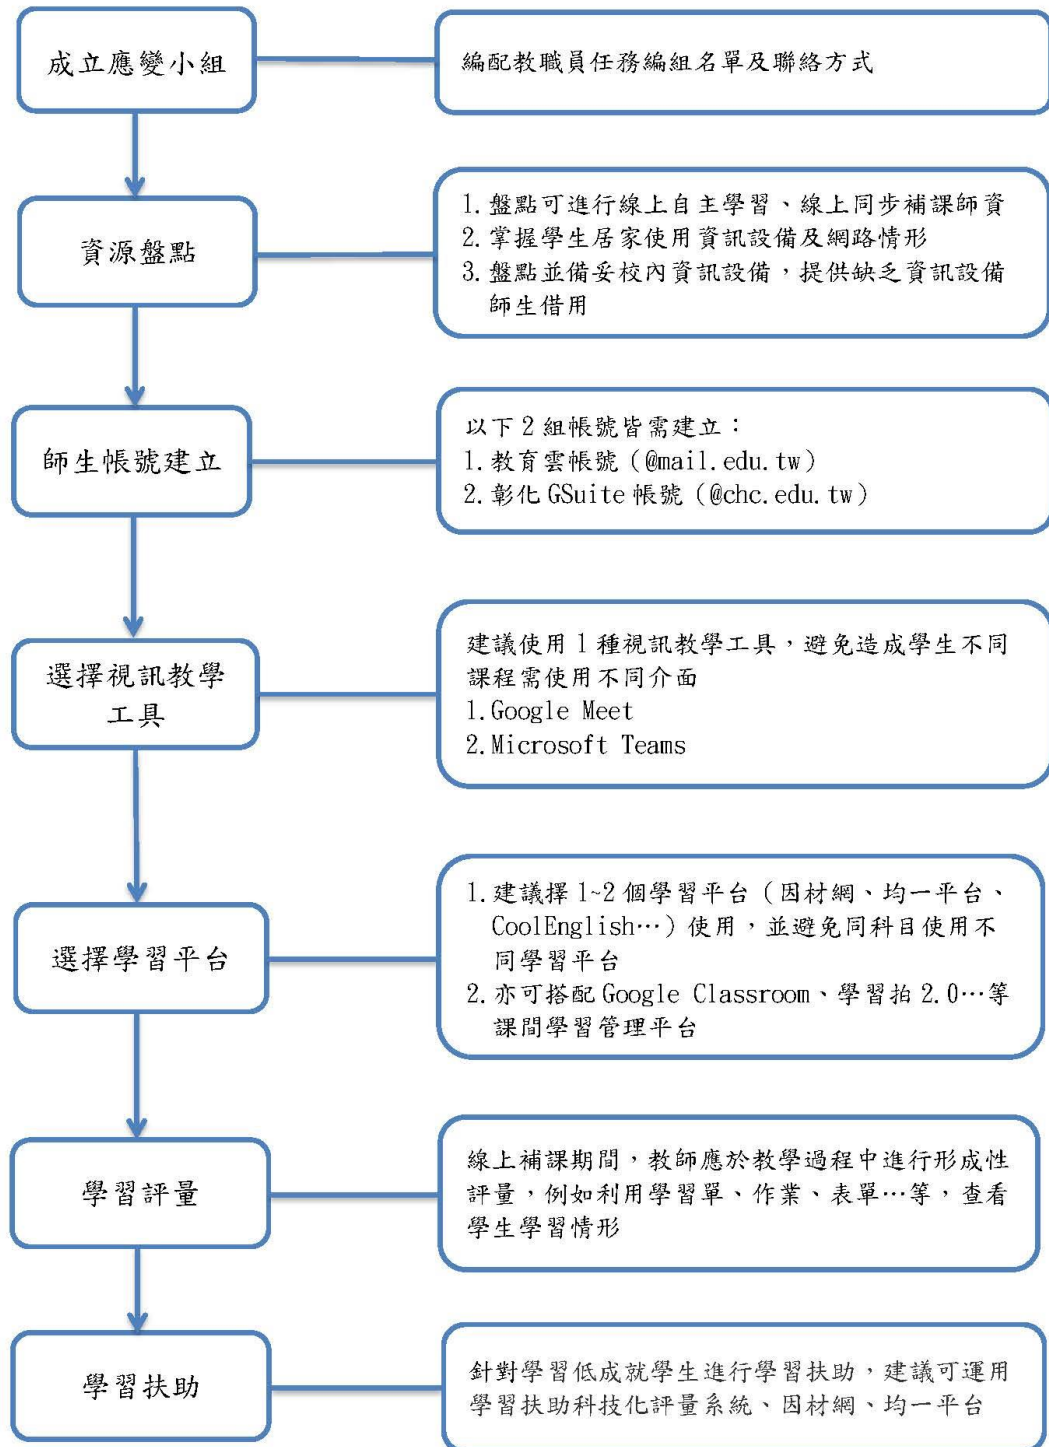 成立應變小組
編配教職員任務編組名單及聯絡方式
資源盤點
1.盤點可進行線上自主學習、線上同步補課師資
2.掌握學生居家使用資訊設備及網路情形
3.盤點並備妥校內資訊設備，提供缺乏資訊設備
師生借用
師生帳號建立
以下2組帳號皆需建立：
1.教育雲帳號（@mail.edu.tw）
2.彰化GSuite帳號（@chc.edu.tw）
選擇視訊教學
工具
建議使用1種視訊教學工具，避免造成學生不同
課程需使用不同介面
1.Google Meet
2.Microsoft Teams
選擇學習平台
1.建議擇1~2個學習平台（因材網、均一平台、
CoolEnglish…）使用，並避免同科目使用不
同學習平台
2.亦可搭配Google Classroom、學習拍2.0…等
課間學習管理平台
學習評量
線上補課期間，教師應於教學過程中進行形成性
評量，例如利用學習單、作業、表單…等，查看
學生學習情形
學習扶助
針對學習低成就學生進行學習扶助，建議可運用
學習扶助科技化評量系統、因材網、均一平台